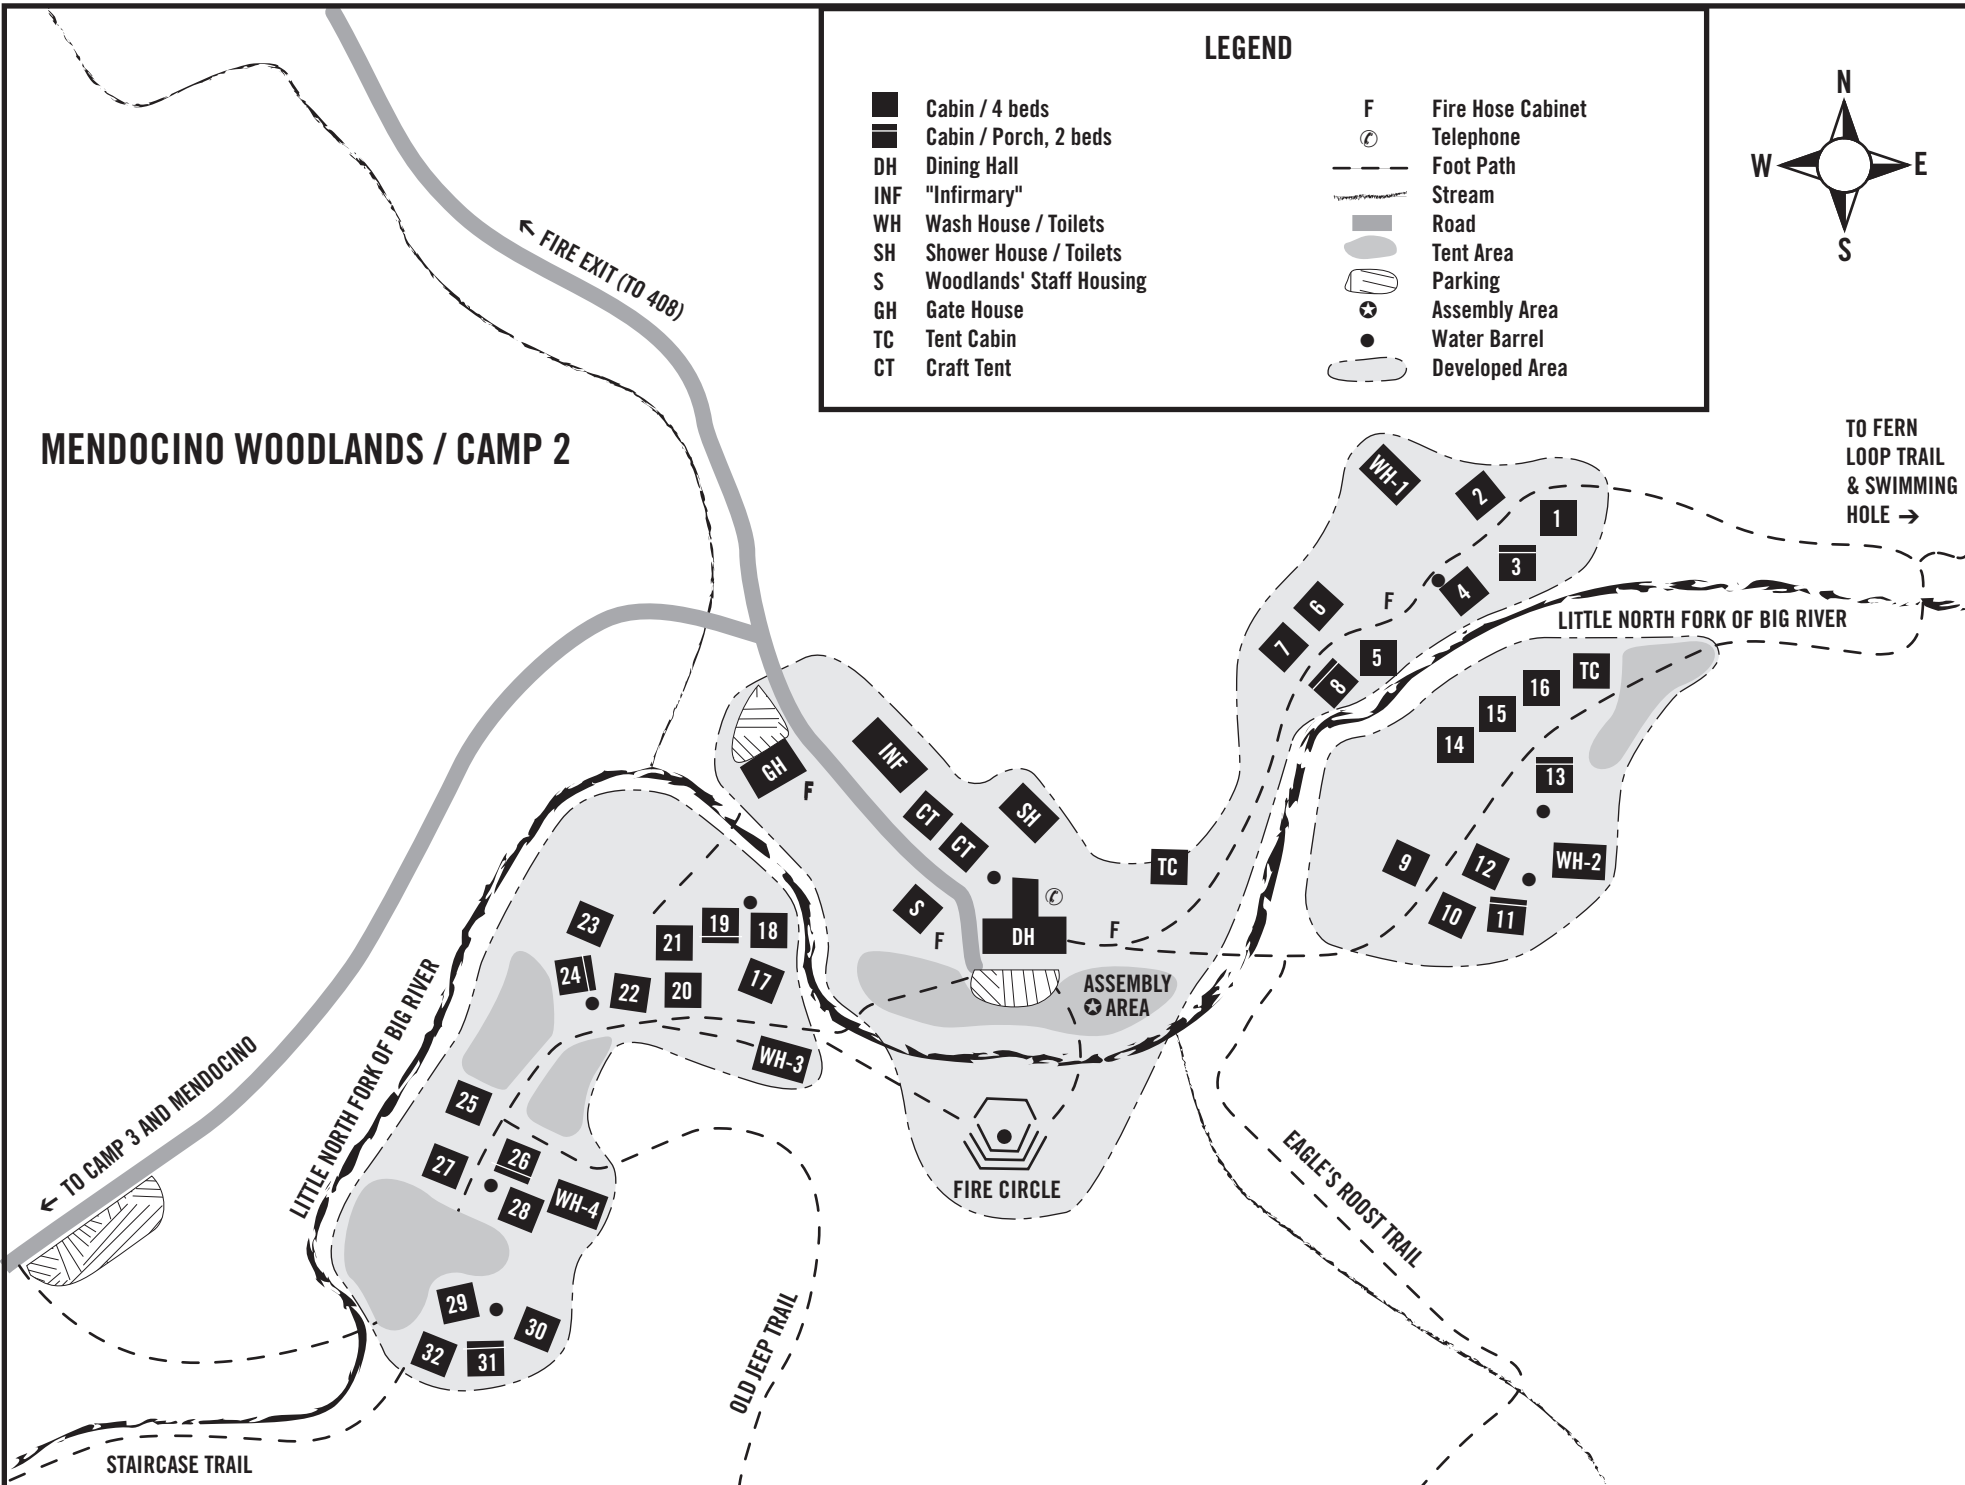 LEGEND
Cabin / 4 beds
Cabin / Porch, 2 beds
DH Dining Hall
INF "Infirmary"
WH Wash House / Toilets
SH Shower House / Toilets
S Woodlands' Staff Housing
GH Gate House
TC Tent Cabin
CT Craft Tent
F Fire Hose Cabinet
Telephone
Foot Path
Stream
Road
Tent Area
Parking
Assembly Area
Water Barrel
Developed Area
N
W E
S
← FIRE EXIT (TO 408)
MENDOCINO WOODLANDS / CAMP 2
TO FERN
LOOP TRAIL
& SWIMMING
HOLE →
WH-1
2
1
3
4
F
6
7
5
8
LITTLE NORTH FORK OF BIG RIVER
TC
16
15
14
13
9
12
WH-2
10
11
GH
F
INF
CT
CT
SH
TC
S
F
DH
F
ASSEMBLY
AREA
23
19
18
21
24
22
20
17
WH-3
LITTLE NORTH FORK OF BIG RIVER
← TO CAMP 3 AND MENDOCINO
25
27
26
28
WH-4
29
30
32
31
FIRE CIRCLE
EAGLE'S ROOST TRAIL
OLD JEEP TRAIL
STAIRCASE TRAIL